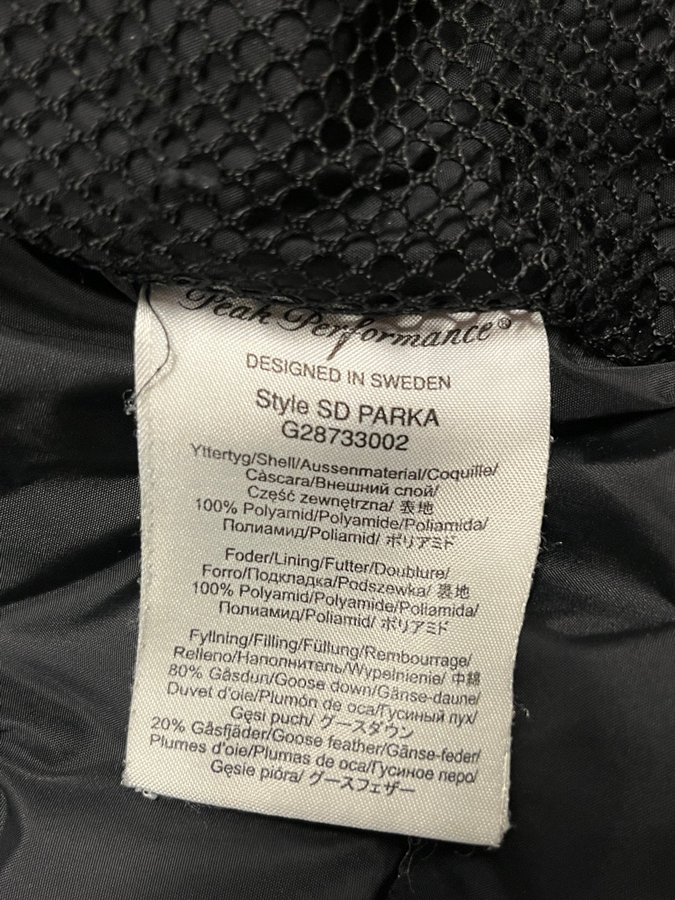 Peak Performance®
DESIGNED IN SWEDEN
Style SD PARKA
G28733002
Yttertyg/Shell/Aussenmaterial/Coquille/
Càscara/Внешний слой/
Część zewnętrzna/ 表地
100% Polyamid/Polyamide/Poliamida/
Полиамид/Poliamid/ ポリアミド
Foder/Lining/Futter/Doublure/
Forro/Подкладка/Podszewka/ 裏地
100% Polyamid/Polyamide/Poliamida/
Полиамид/Poliamid/ ポリアミド
Fyllning/Filling/Füllung/Rembourrage/
Relleno/Наполнитель/Wypelnienie/ 中綿
80% Gåsdun/Goose down/Gänse-daune/
Duvet d'oie/Plumón de oca/Гусиный пух/
Gęsi puch/ グースダウン
20% Gåsfjäder/Goose feather/Gänse-feder/
Plumes d'oie/Plumas de oca/Гусиное перо/
Gęsie pióra/ グースフェザー